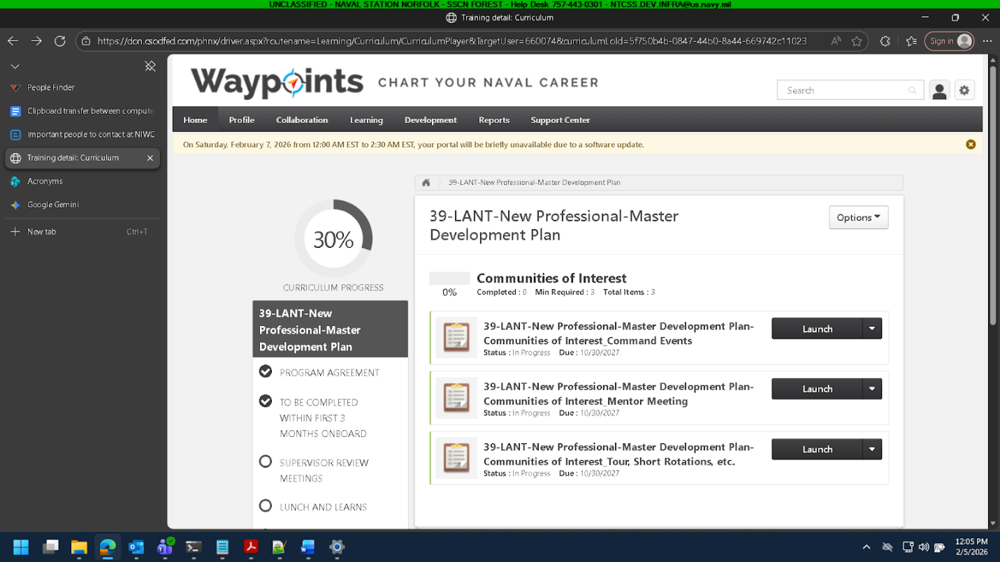 UNCLASSIFIED - NAVAL STATION NORFOLK - SSCN FOREST - Help Desk 757-443-0301 - NTCSS.DEV.INFRA@us.navy.mil
Training detail: Curriculum
https://don.csodfed.com/phnx/driver.aspx?routename=Learning/Curriculum/CurriculumPlayer&TargetUser=660074&curriculumLoId=5f750b4b-0847-44b0-8a44-669742c11023
Sign in
People Finder
Clipboard transfer between compute
Important people to contact at NIWC
Training detail: Curriculum
Acronyms
Google Gemini
New tab Ctrl+T
Waypoints CHART YOUR NAVAL CAREER
Search
Home Profile Collaboration Learning Development Reports Support Center
On Saturday, February 7, 2026 from 12:00 AM EST to 2:30 AM EST, your portal will be briefly unavailable due to a software update.
30%
CURRICULUM PROGRESS
39-LANT-New
Professional-Master
Development Plan
PROGRAM AGREEMENT
TO BE COMPLETED
WITHIN FIRST 3
MONTHS ONBOARD
SUPERVISOR REVIEW
MEETINGS
LUNCH AND LEARNS
39-LANT-New Professional-Master Development Plan
39-LANT-New Professional-Master
Development Plan
Options
Communities of Interest
0% Completed : 0 Min Required : 3 Total Items : 3
39-LANT-New Professional-Master Development Plan-
Communities of Interest_Command Events
Status : In Progress Due : 10/30/2027
Launch
39-LANT-New Professional-Master Development Plan-
Communities of Interest_Mentor Meeting
Status : In Progress Due : 10/30/2027
Launch
39-LANT-New Professional-Master Development Plan-
Communities of Interest_Tour, Short Rotations, etc.
Status : In Progress Due : 10/30/2027
Launch
12:05 PM
2/5/2026